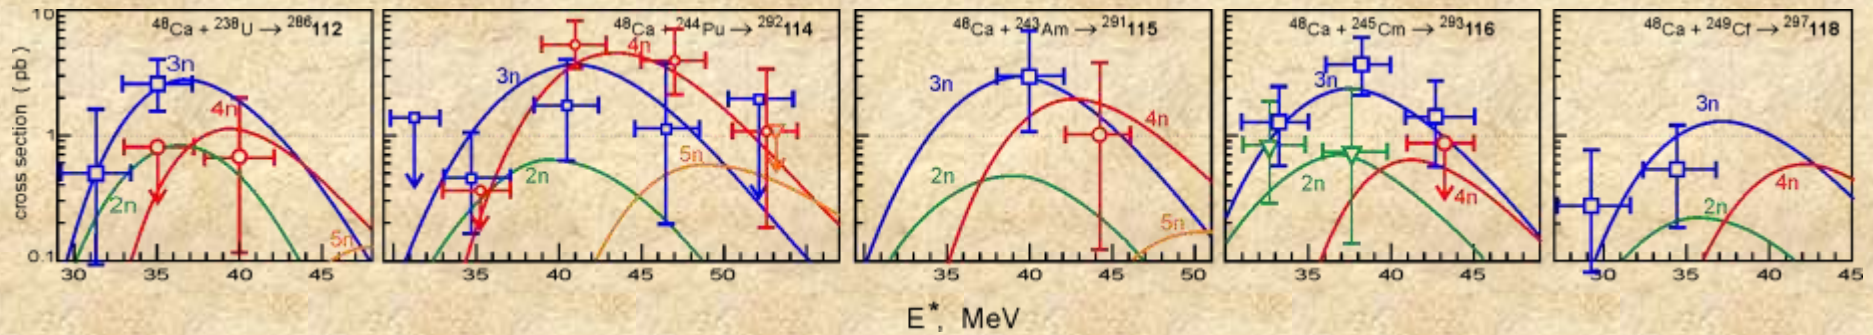 cross section ( pb )
10
1
0.1
⁴⁸Ca + ²³⁸U → ²⁸⁶112
3n
4n
2n
5n
30 35 40 45
⁴⁸Ca + ²⁴⁴Pu → ²⁹²114
4n
3n
5n
2n
35 40 50
⁴⁸Ca + ²⁴³Am → ²⁹¹115
3n
4n
2n
5n
35 40 45 50
⁴⁸Ca + ²⁴⁵Cm → ²⁹³116
3n
2n
4n
35 40 45
⁴⁸Ca + ²⁴⁹Cf → ²⁹⁷118
3n
4n
2n
30 35 40 45
E*, MeV